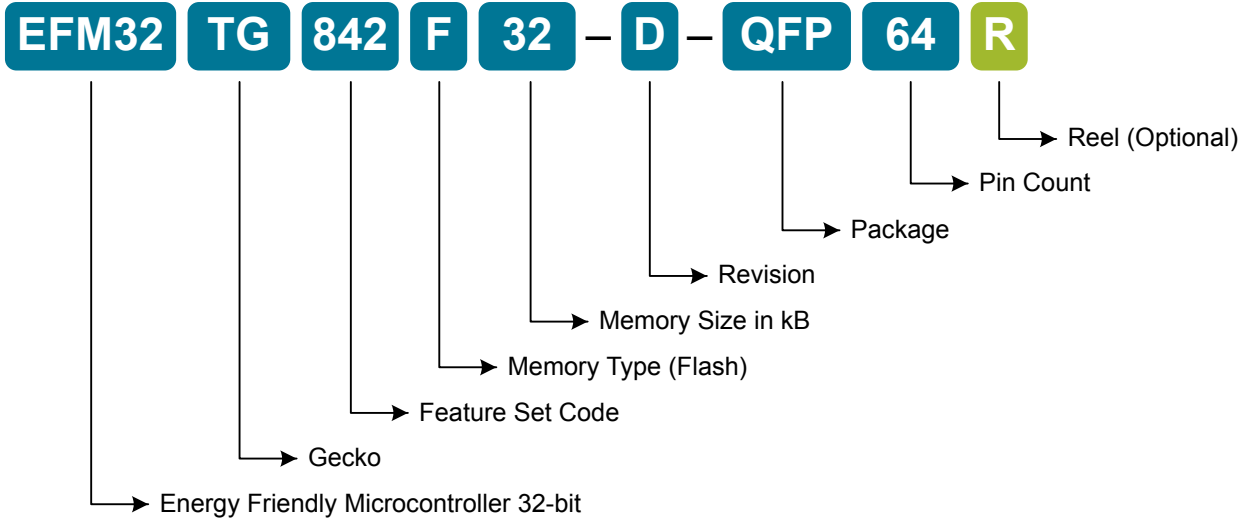 EFM32 TG 842 F 32 – D – QFP 64 R
Reel (Optional)
Pin Count
Package
Revision
Memory Size in kB
Memory Type (Flash)
Feature Set Code
Gecko
Energy Friendly Microcontroller 32-bit